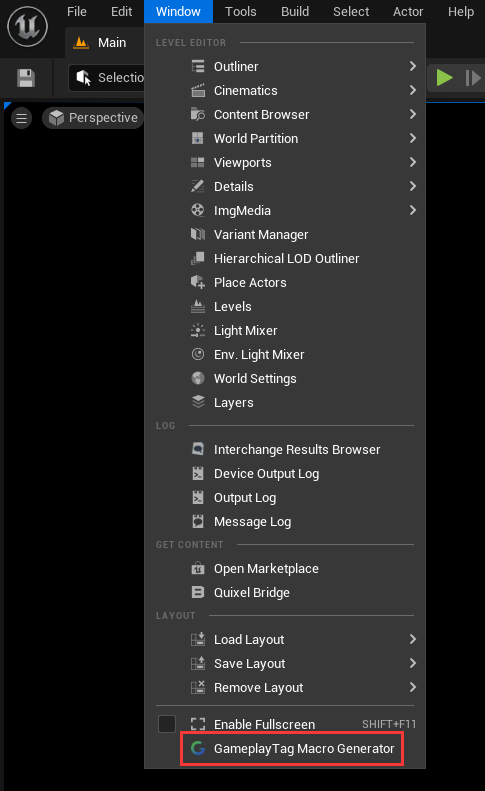 File Edit Window Tools Build Select Actor Help
Main
Selectio
Perspective
LEVEL EDITOR
Outliner
Cinematics
Content Browser
World Partition
Viewports
Details
ImgMedia
Variant Manager
Hierarchical LOD Outliner
Place Actors
Levels
Light Mixer
Env. Light Mixer
World Settings
Layers
LOG
Interchange Results Browser
Device Output Log
Output Log
Message Log
GET CONTENT
Open Marketplace
Quixel Bridge
LAYOUT
Load Layout
Save Layout
Remove Layout
Enable Fullscreen SHIFT+F11
GameplayTag Macro Generator